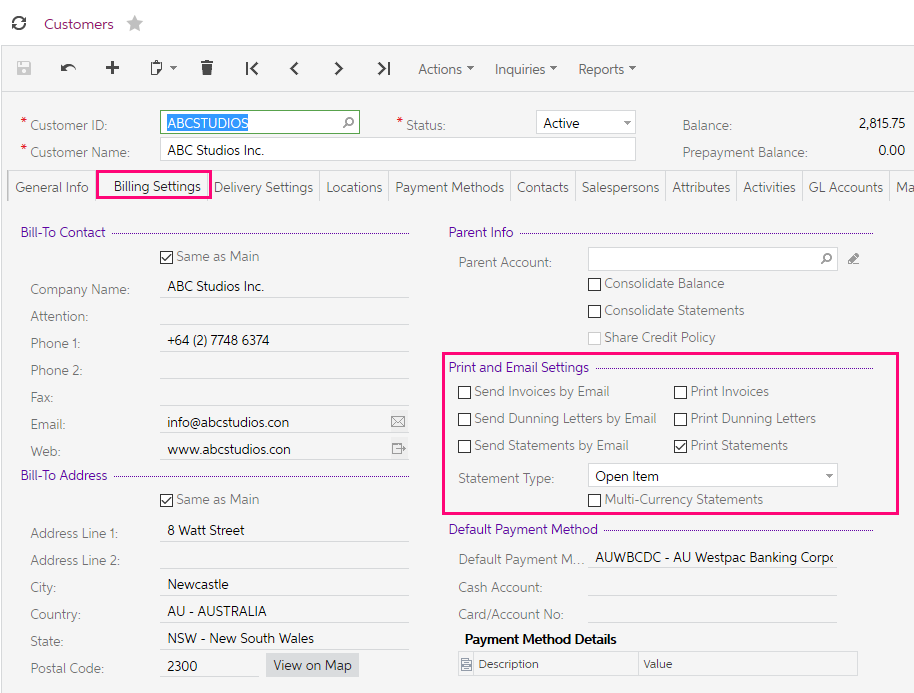 Customers
Actions Inquiries Reports
* Customer ID: ABCSTUDIOS * Status: Active Balance: 2,815.75
* Customer Name: ABC Studios Inc. Prepayment Balance: 0.00
General Info Billing Settings Delivery Settings Locations Payment Methods Contacts Salespersons Attributes Activities GL Accounts Ma
Bill-To Contact
Same as Main
Company Name: ABC Studios Inc.
Attention:
Phone 1: +64 (2) 7748 6374
Phone 2:
Fax:
Email: info@abcstudios.con
Web: www.abcstudios.con
Bill-To Address
Same as Main
Address Line 1: 8 Watt Street
Address Line 2:
City: Newcastle
Country: AU - AUSTRALIA
State: NSW - New South Wales
Postal Code: 2300 View on Map
Parent Info
Parent Account:
Consolidate Balance
Consolidate Statements
Share Credit Policy
Print and Email Settings
Send Invoices by Email Print Invoices
Send Dunning Letters by Email Print Dunning Letters
Send Statements by Email Print Statements
Statement Type: Open Item
Multi-Currency Statements
Default Payment Method
Default Payment M... AUWBCDC - AU Westpac Banking Corpo
Cash Account:
Card/Account No:
Payment Method Details
Description Value